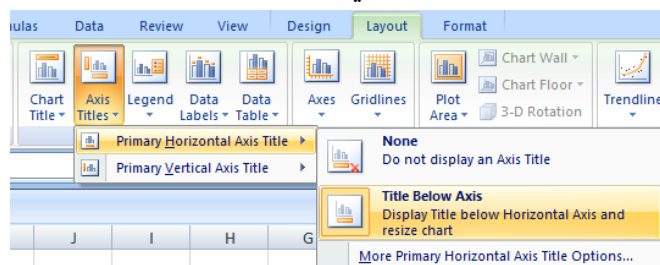 ulas Data Review View Design Layout Format
Chart Title Axis Titles Legend Data Labels Data Table Axes Gridlines Plot Area Chart Wall Trendline
Chart Floor
3-D Rotation
Primary Horizontal Axis Title
Primary Vertical Axis Title
None
Do not display an Axis Title
Title Below Axis
Display Title below Horizontal Axis and
resize chart
More Primary Horizontal Axis Title Options...
J I H G